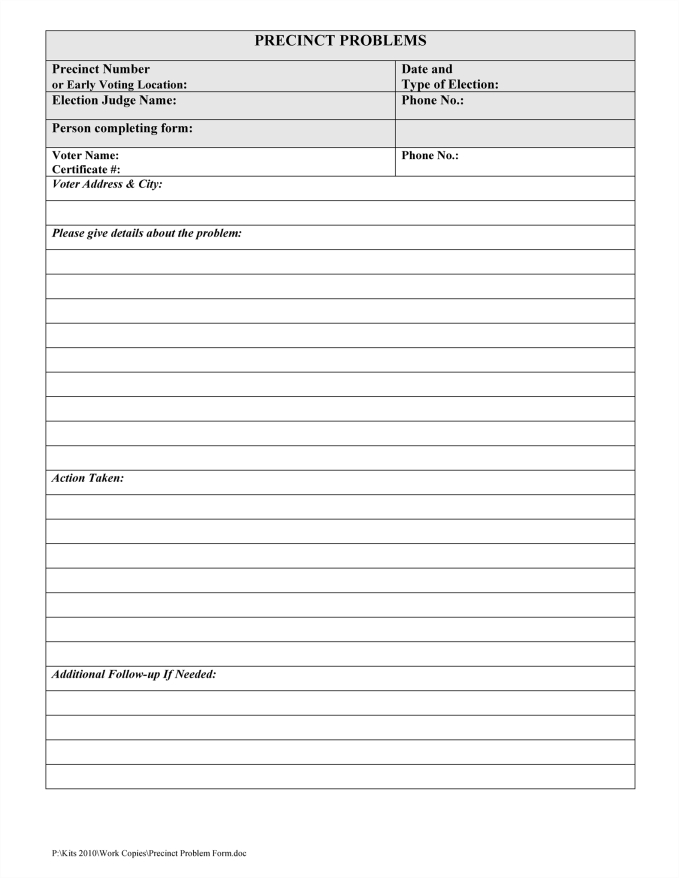 PRECINCT PROBLEMS
Precinct Number
or Early Voting Location:
Date and
Type of Election:
Election Judge Name:
Phone No.:
Person completing form:
Voter Name:
Certificate #:
Phone No.:
Voter Address & City:
Please give details about the problem:
Action Taken:
Additional Follow-up If Needed:
P:\Kits 2010\Work Copies\Precinct Problem Form.doc